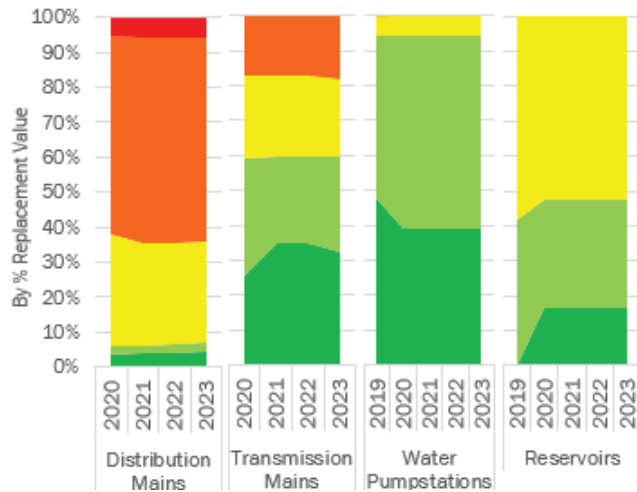 By % Replacement Value
100%
90%
80%
70%
60%
50%
40%
30%
20%
10%
0%
2020 2021 2022 2023 2020 2021 2022 2023 2019 2020 2021 2022 2023 2019 2020 2021 2022 2023
Distribution Transmission Water Reservoirs
Mains Mains Pumpstations